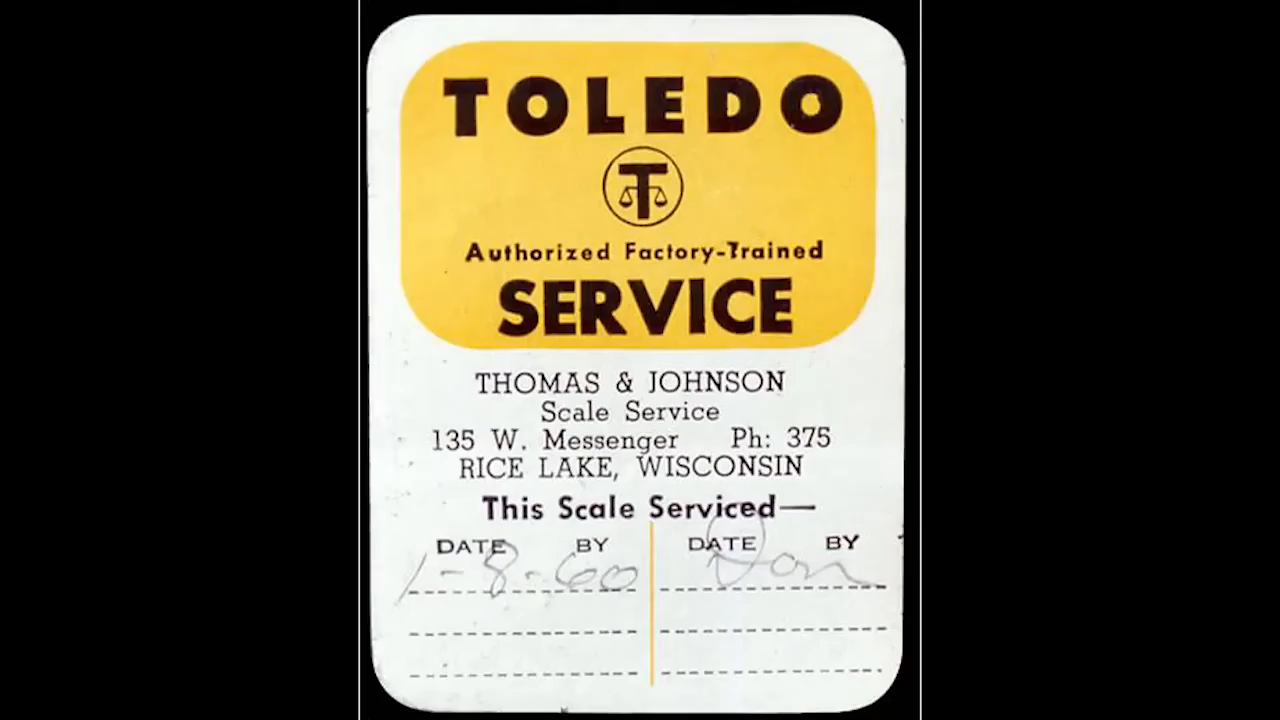 TOLEDO
T
Authorized Factory-Trained
SERVICE
THOMAS & JOHNSON
Scale Service
135 W. Messenger Ph: 375
RICE LAKE, WISCONSIN
This Scale Serviced—
DATE BY DATE BY
1-8-60 Don